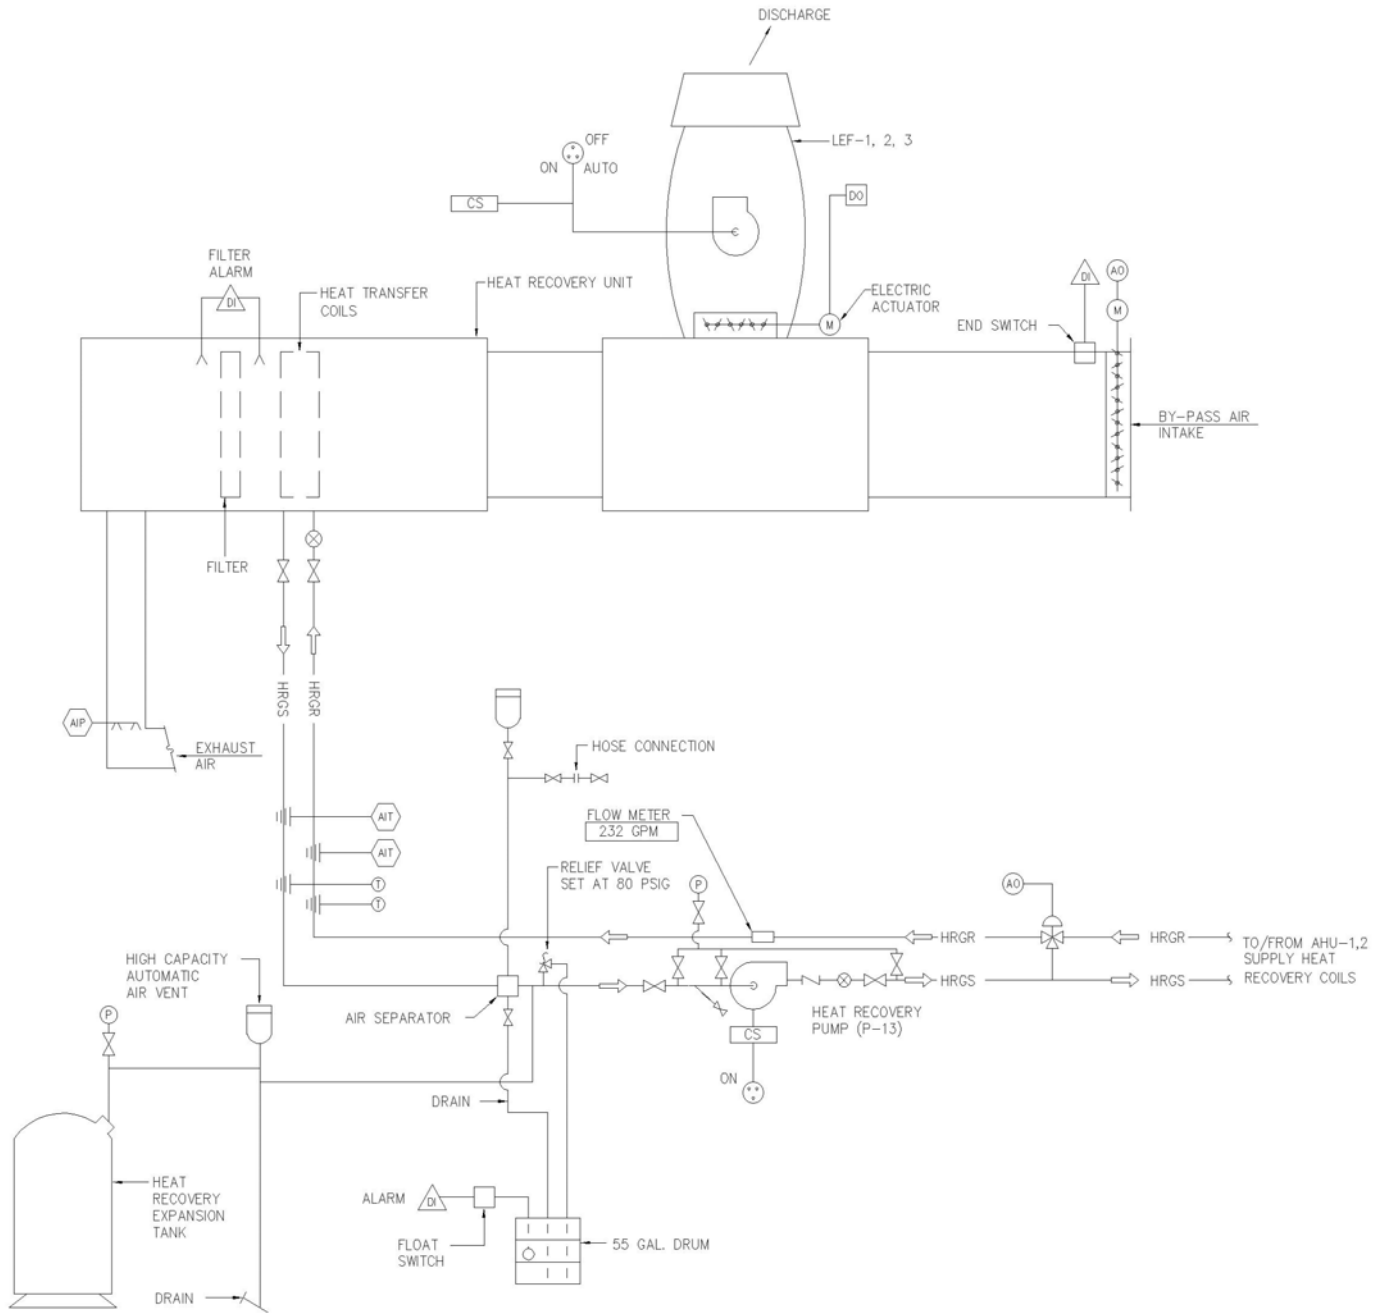 DISCHARGE
OFF
ON
AUTO
LEF-1, 2, 3
CS
DO
FILTER
ALARM
DI
HEAT TRANSFER
COILS
HEAT RECOVERY UNIT
ELECTRIC
ACTUATOR
M
DI
AO
M
END SWITCH
BY-PASS AIR
INTAKE
FILTER
HRGS
HRGR
AIP
EXHAUST
AIR
HOSE CONNECTION
AIT
AIT
T
T
FLOW METER
232 GPM
RELIEF VALVE
SET AT 80 PSIG
P
AO
HRGR
HRGR
TO/FROM AHU-1,2
SUPPLY HEAT
RECOVERY COILS
HRGS
HRGS
HIGH CAPACITY
AUTOMATIC
AIR VENT
P
AIR SEPARATOR
HEAT RECOVERY
PUMP (P-13)
CS
ON
DRAIN
HEAT
RECOVERY
EXPANSION
TANK
ALARM
DI
FLOAT
SWITCH
55 GAL. DRUM
DRAIN